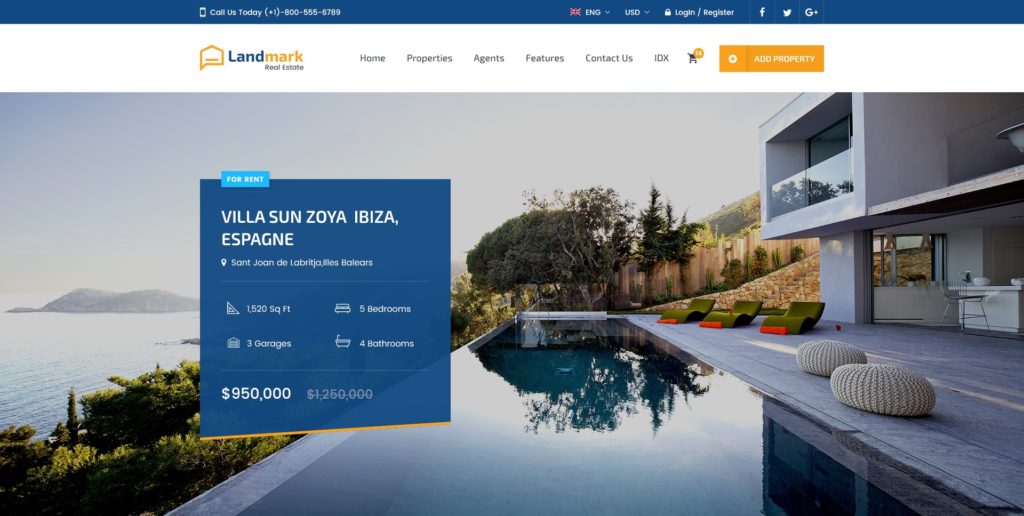 Call Us Today (+1)-800-555-6789
ENG
USD
Login / Register
f
G+
Landmark
Real Estate
Home
Properties
Agents
Features
Contact Us
IDX
ADD PROPERTY
FOR RENT
VILLA SUN ZOYA IBIZA,
ESPAGNE
Sant Joan de Labritja,Illes Balears
1,520 Sq Ft
5 Bedrooms
3 Garages
4 Bathrooms
$950,000
$1,250,000